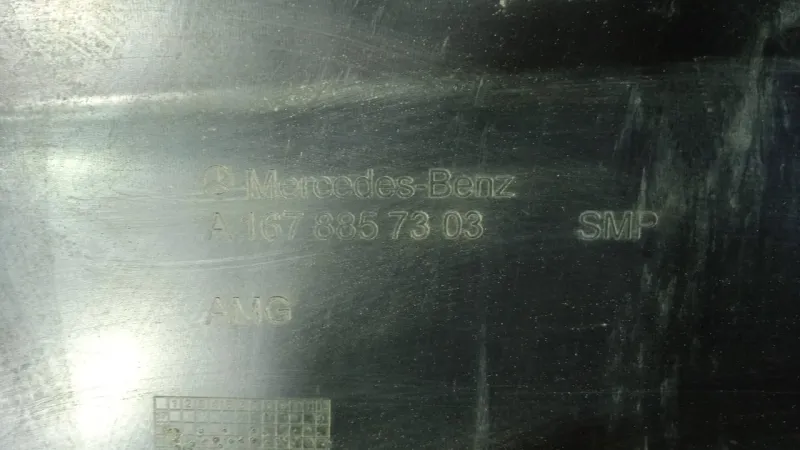 Mercedes-Benz
A 167 885 73 03 SMP
AMG